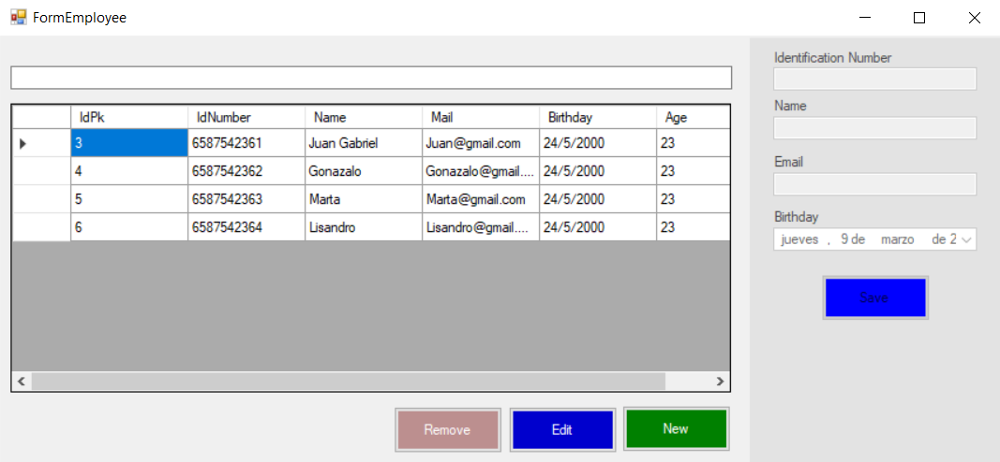 FormEmployee
IdPk IdNumber Name Mail Birthday Age
3 6587542361 Juan Gabriel Juan@gmail.com 24/5/2000 23
4 6587542362 Gonazalo Gonazalo@gmail.... 24/5/2000 23
5 6587542363 Marta Marta@gmail.com 24/5/2000 23
6 6587542364 Lisandro Lisandro@gmail.... 24/5/2000 23
Remove Edit New
Identification Number
Name
Email
Birthday
jueves , 9 de marzo de 2
Save